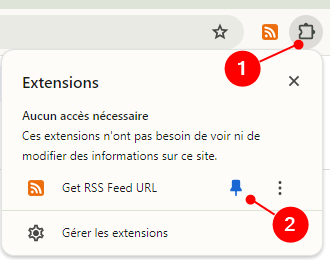 1
Extensions
Aucun accès nécessaire
Ces extensions n'ont pas besoin de voir ni de
modifier des informations sur ce site.
Get RSS Feed URL
2
Gérer les extensions